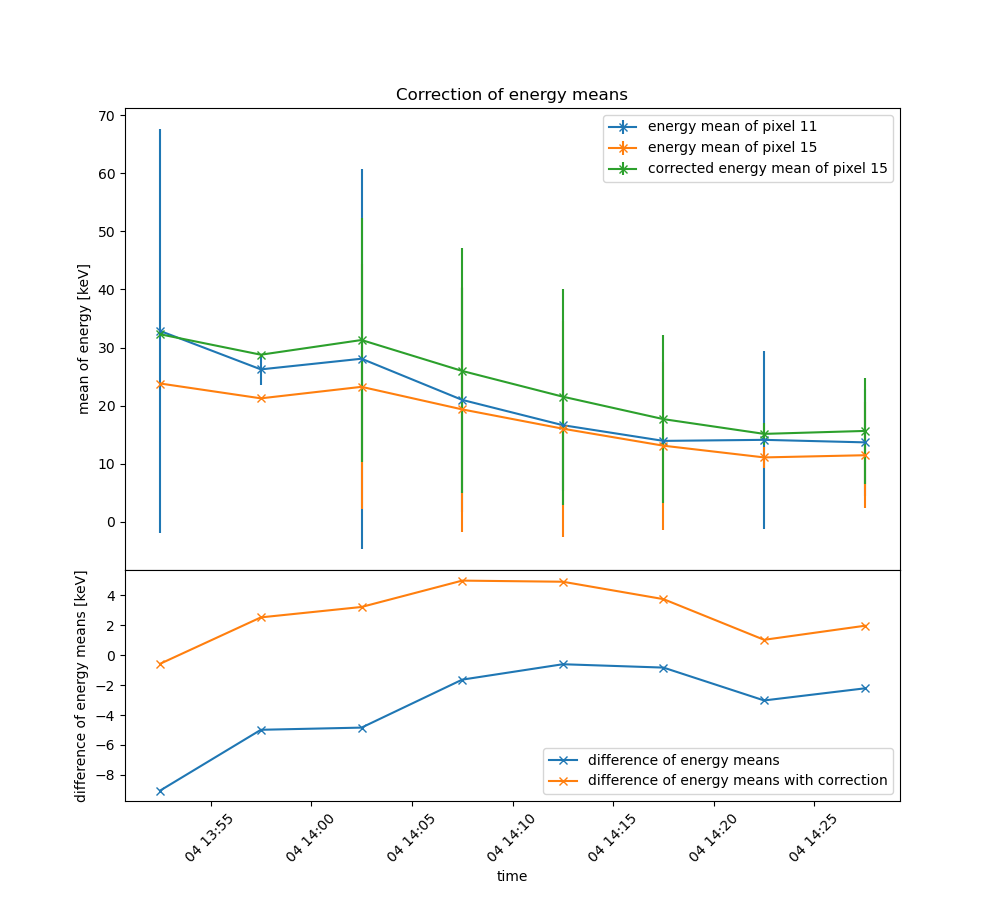 Correction of energy means
70
60
50
40
30
20
10
0
mean of energy [keV]
energy mean of pixel 11
energy mean of pixel 15
corrected energy mean of pixel 15
4
2
0
−2
−4
−6
−8
difference of energy means [keV]
difference of energy means
difference of energy means with correction
04 13:55
04 14:00
04 14:05
04 14:10
04 14:15
04 14:20
04 14:25
time